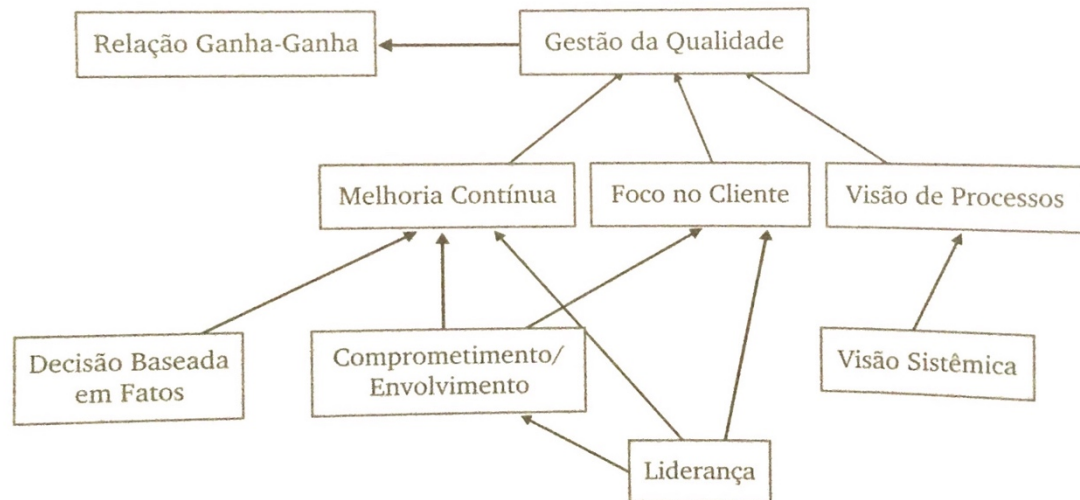 Relação Ganha-Ganha
Gestão da Qualidade
Melhoria Contínua
Foco no Cliente
Visão de Processos
Decisão Baseada
em Fatos
Comprometimento/
Envolvimento
Visão Sistêmica
Liderança